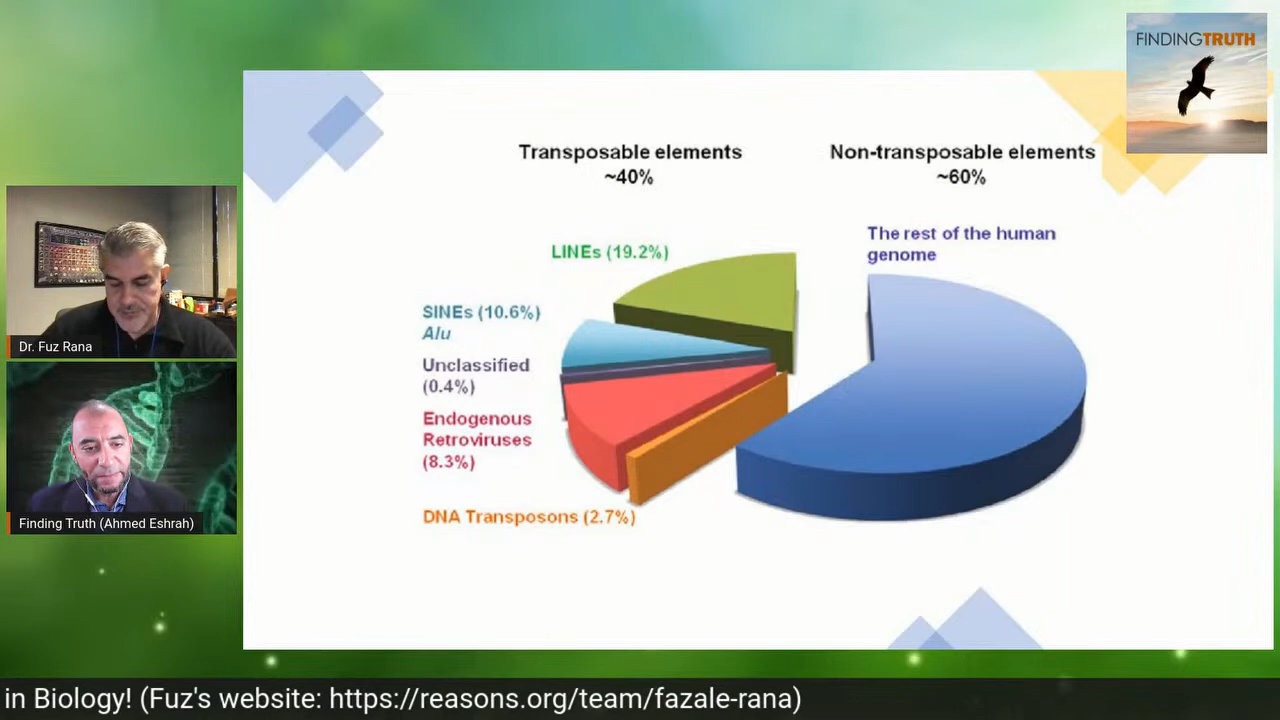 FINDINGTRUTH
Transposable elements
~40%
Non-transposable elements
~60%
LINEs (19.2%)
The rest of the human
genome
SINEs (10.6%)
Alu
Unclassified
(0.4%)
Endogenous
Retroviruses
(8.3%)
DNA Transposons (2.7%)
Dr. Fuz Rana
Finding Truth (Ahmed Eshrah)
in Biology! (Fuz's website: https://reasons.org/team/fazale-rana)